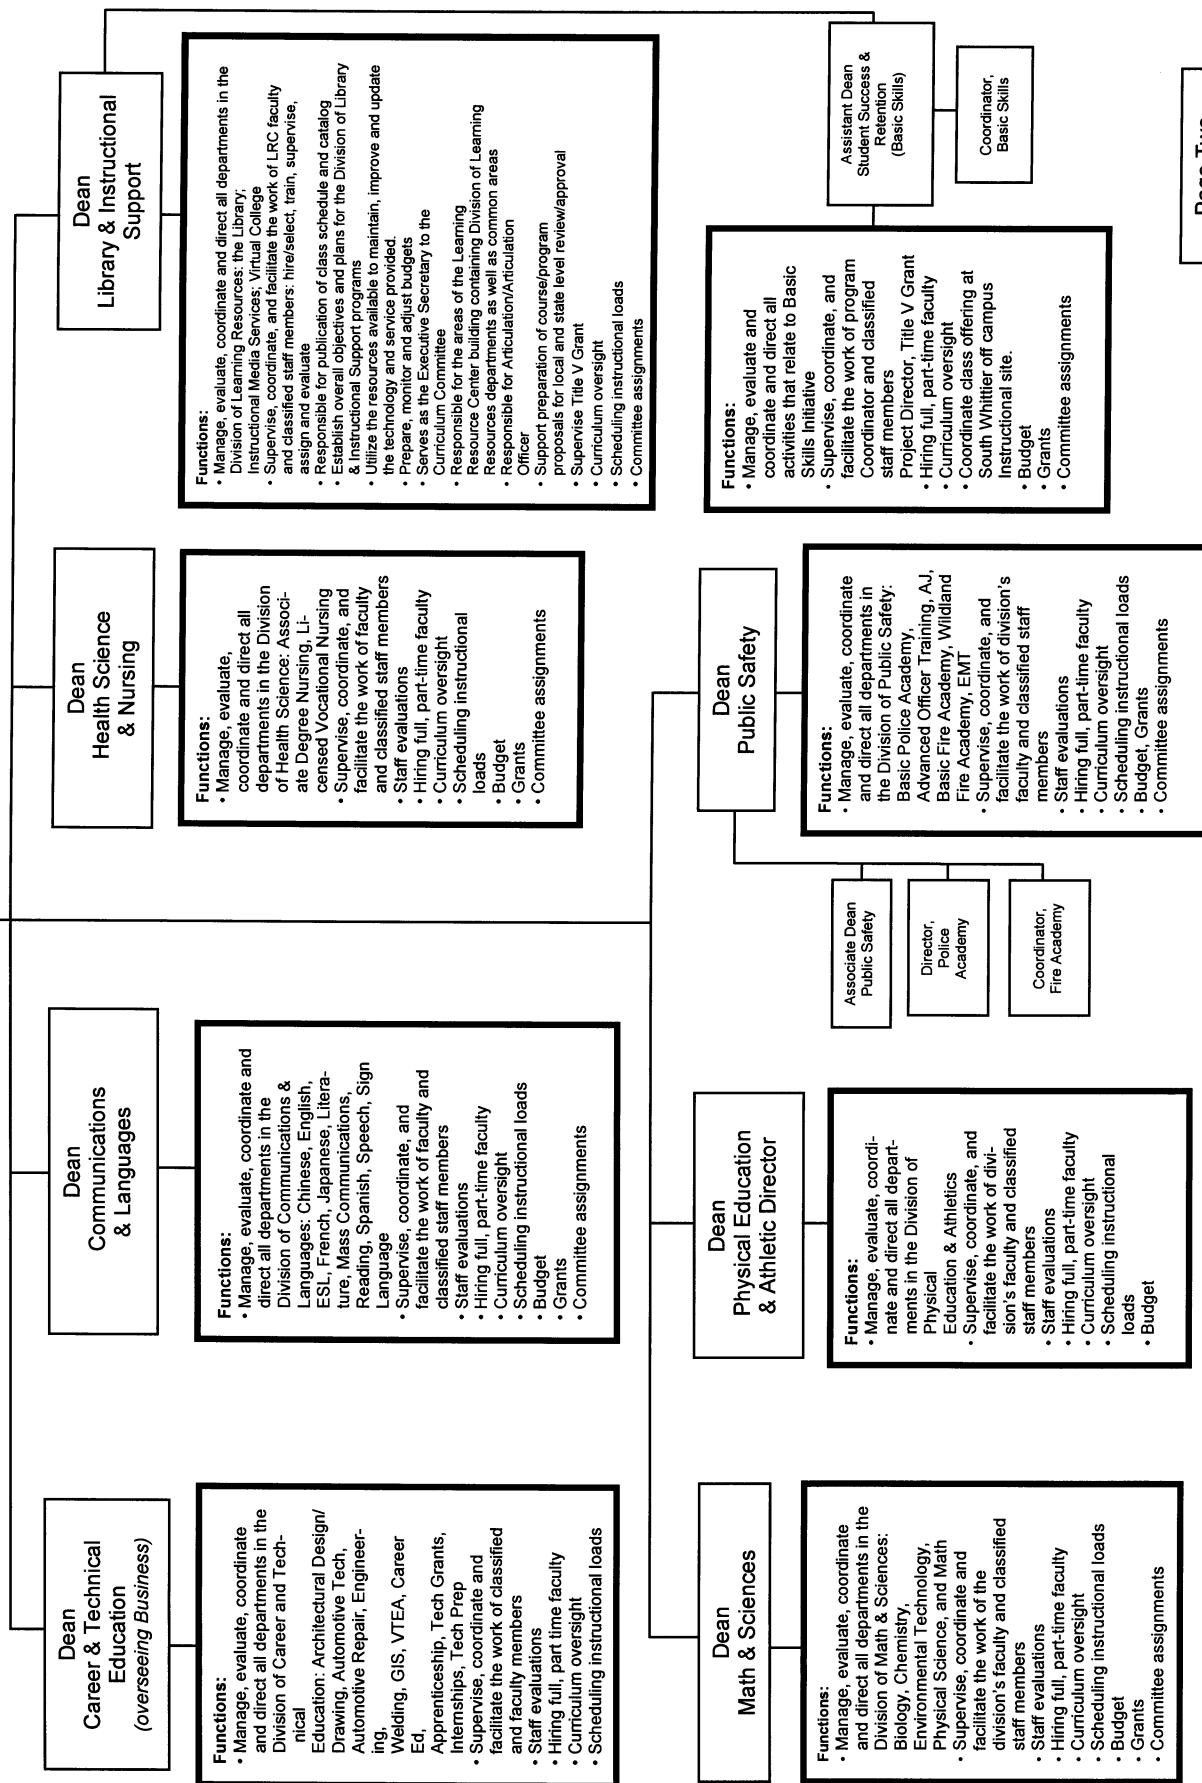 Dean
Career & Technical
Education
(overseeing Business)
Functions:
• Manage, evaluate, coordinate
and direct all departments in the
Division of Career and Tech-
nical
Education: Architectural Design/
Drawing, Automotive Tech,
Automotive Repair, Engineer-
ing,
Welding, GIS, VTEA, Career
Ed,
Apprenticeship, Tech Grants,
Internships, Tech Prep
• Supervise, coordinate and
facilitate the work of classified
and faculty members
• Staff evaluations
• Hiring full, part time faculty
• Curriculum oversight
• Scheduling instructional loads
Dean
Communications
& Languages
Functions:
• Manage, evaluate, coordinate and
direct all departments in the
Division of Communications &
Languages: Chinese, English,
ESL, French, Japanese, Litera-
ture, Mass Communications,
Reading, Spanish, Speech, Sign
Language
• Supervise, coordinate, and
facilitate the work of faculty and
classified staff members
• Staff evaluations
• Hiring full, part-time faculty
• Curriculum oversight
• Scheduling instructional loads
• Budget
• Grants
• Committee assignments
Dean
Health Science
& Nursing
Functions:
• Manage, evaluate,
coordinate and direct all
departments in the Division
of Health Science: Associ-
ate Degree Nursing, Li-
censed Vocational Nursing
• Supervise, coordinate, and
facilitate the work of faculty
and classified staff members
• Staff evaluations
• Hiring full, part-time faculty
• Curriculum oversight
• Scheduling instructional
loads
• Budget
• Grants
• Committee assignments
Dean
Library & Instructional
Support
Functions:
• Manage, evaluate, coordinate and direct all departments in the
Division of Learning Resources: the Library;
Instructional Media Services; Virtual College
• Supervise, coordinate, and facilitate the work of LRC faculty
and classified staff members: hire/select, train, supervise,
assign and evaluate
• Responsible for publication of class schedule and catalog
• Establish overall objectives and plans for the Division of Library
& Instructional Support programs
• Utilize the resources available to maintain, improve and update
the technology and service provided.
• Prepare, monitor and adjust budgets
• Serves as the Executive Secretary to the
Curriculum Committee
• Responsible for the areas of the Learning
Resource Center building containing Division of Learning
Resources departments as well as common areas
• Responsible for Articulation/Articulation
Officer
• Support preparation of course/program
proposals for local and state level review/approval
• Supervise Title V Grant
• Curriculum oversight
• Scheduling instructional loads
• Committee assignments
Dean
Math & Sciences
Functions:
• Manage, evaluate, coordinate
and direct all departments in the
Division of Math & Sciences:
Biology, Chemistry,
Environmental Technology,
Physical Science, and Math
• Supervise, coordinate and
facilitate the work of the
division's faculty and classified
staff members
• Staff evaluations
• Hiring full, part-time faculty
• Curriculum oversight
• Scheduling instructional loads
• Budget
• Grants
• Committee assignments
Dean
Physical Education
& Athletic Director
Functions:
• Manage, evaluate, coordi-
nate and direct all depart-
ments in the Division of
Physical
Education & Athletics
• Supervise, coordinate, and
facilitate the work of divi-
sion's faculty and classified
staff members
• Staff evaluations
• Hiring full, part-time faculty
• Curriculum oversight
• Scheduling instructional
loads
• Budget
Dean
Public Safety
Functions:
• Manage, evaluate, coordinate
and direct all departments in
the Division of Public Safety:
Basic Police Academy,
Advanced Officer Training, AJ,
Basic Fire Academy, Wildland
Fire Academy, EMT
• Supervise, coordinate, and
facilitate the work of division's
faculty and classified staff
members
• Staff evaluations
• Hiring full, part-time faculty
• Curriculum oversight
• Scheduling instructional loads
• Budget, Grants
• Committee assignments
Associate Dean
Public Safety
Director,
Police
Academy
Coordinator,
Fire Academy
Functions:
• Manage, evaluate and
coordinate and direct all
activities that relate to Basic
Skills Initiative
• Supervise, coordinate, and
facilitate the work of program
Coordinator and classified
staff members
Project Director, Title V Grant
• Hiring full, part-time faculty
• Curriculum oversight
• Coordinate class offering at
South Whittier off campus
Instructional site.
• Budget
• Grants
• Committee assignments
Assistant Dean
Student Success &
Retention
(Basic Skills)
Coordinator,
Basic Skills
Page Two